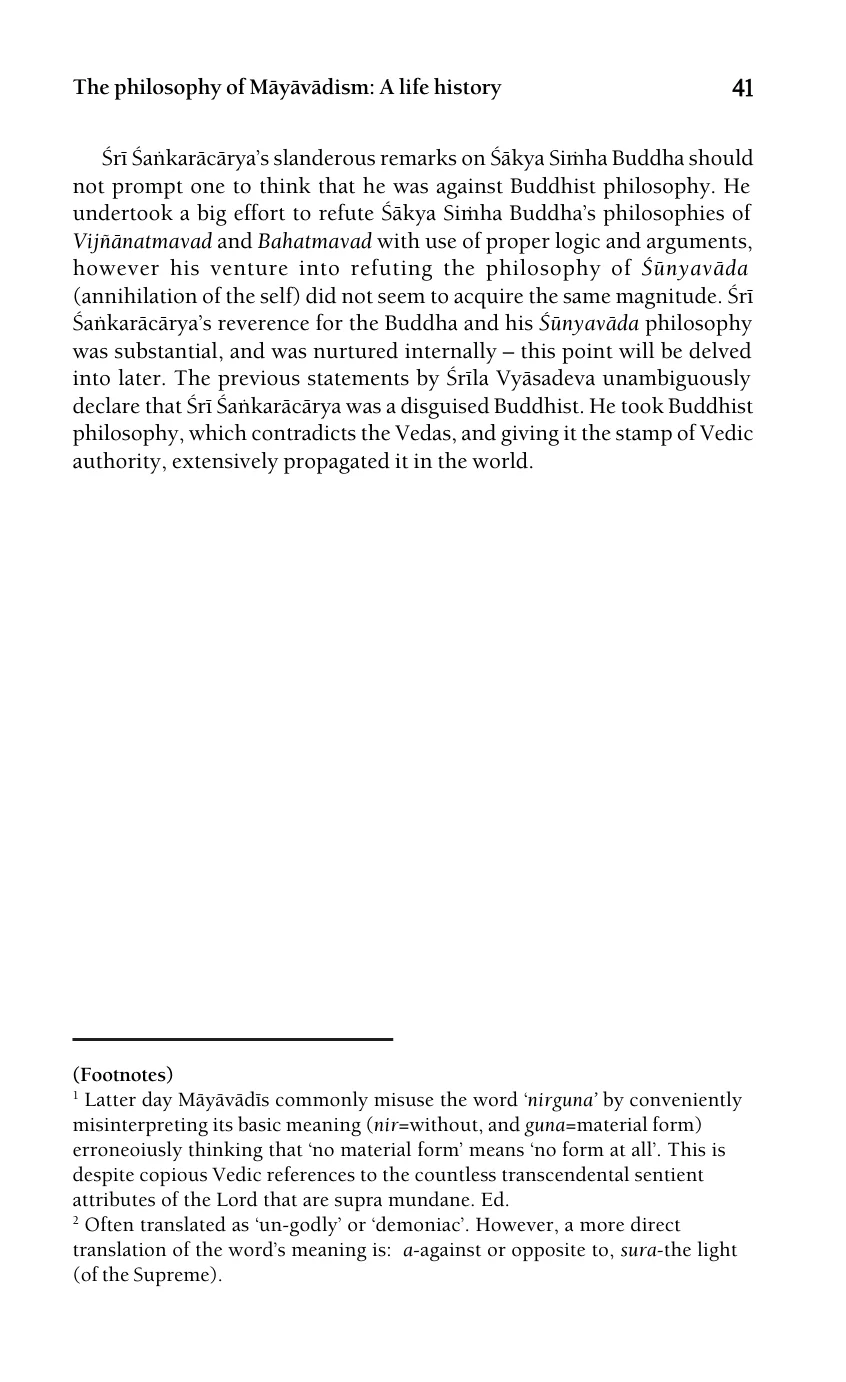 The philosophy of Māyāvādism: A life history 41
Śrī Śaṅkarācārya’s slanderous remarks on Śākya Siṁha Buddha should
not prompt one to think that he was against Buddhist philosophy. He
undertook a big effort to refute Śākya Siṁha Buddha’s philosophies of
Vijñānatmavad and Bahatmavad with use of proper logic and arguments,
however his venture into refuting the philosophy of Śūnyavāda
(annihilation of the self) did not seem to acquire the same magnitude. Śrī
Śaṅkarācārya’s reverence for the Buddha and his Śūnyavāda philosophy
was substantial, and was nurtured internally – this point will be delved
into later. The previous statements by Śrīla Vyāsadeva unambiguously
declare that Śrī Śaṅkarācārya was a disguised Buddhist. He took Buddhist
philosophy, which contradicts the Vedas, and giving it the stamp of Vedic
authority, extensively propagated it in the world.
(Footnotes)
1 Latter day Māyāvādīs commonly misuse the word ‘nirguna’ by conveniently
misinterpreting its basic meaning (nir=without, and guna=material form)
erroneoiusly thinking that ‘no material form’ means ‘no form at all’. This is
despite copious Vedic references to the countless transcendental sentient
attributes of the Lord that are supra mundane. Ed.
2 Often translated as ‘un-godly’ or ‘demoniac’. However, a more direct
translation of the word’s meaning is: a-against or opposite to, sura-the light
(of the Supreme).